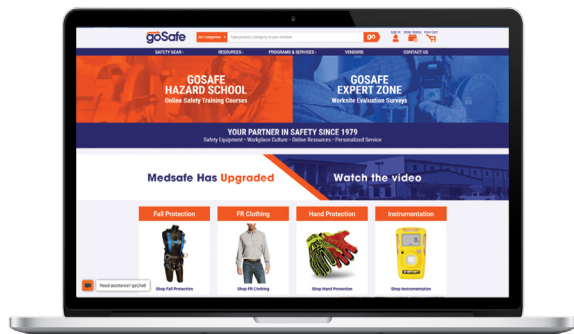 goSafe
All Categories
Type product, category, or part number
go
Sign In
Order Status
View Cart
SAFETY GEAR
RESOURCES
PROGRAMS & SERVICES
VENDORS
CONTACT US
GOSAFE
HAZARD SCHOOL
Online Safety Training Courses
GOSAFE
EXPERT ZONE
Worksite Evaluation Surveys
YOUR PARTNER IN SAFETY SINCE 1979
Safety Equipment • Workplace Culture • Online Resources • Personalized Service
Medsafe Has Upgraded
Watch the video
Fall Protection
FR Clothing
Hand Protection
Instrumentation
Shop Fall Protection
Shop FR Clothing
Shop Hand Protection
Shop Instrumentation
Need assistance? goChat!